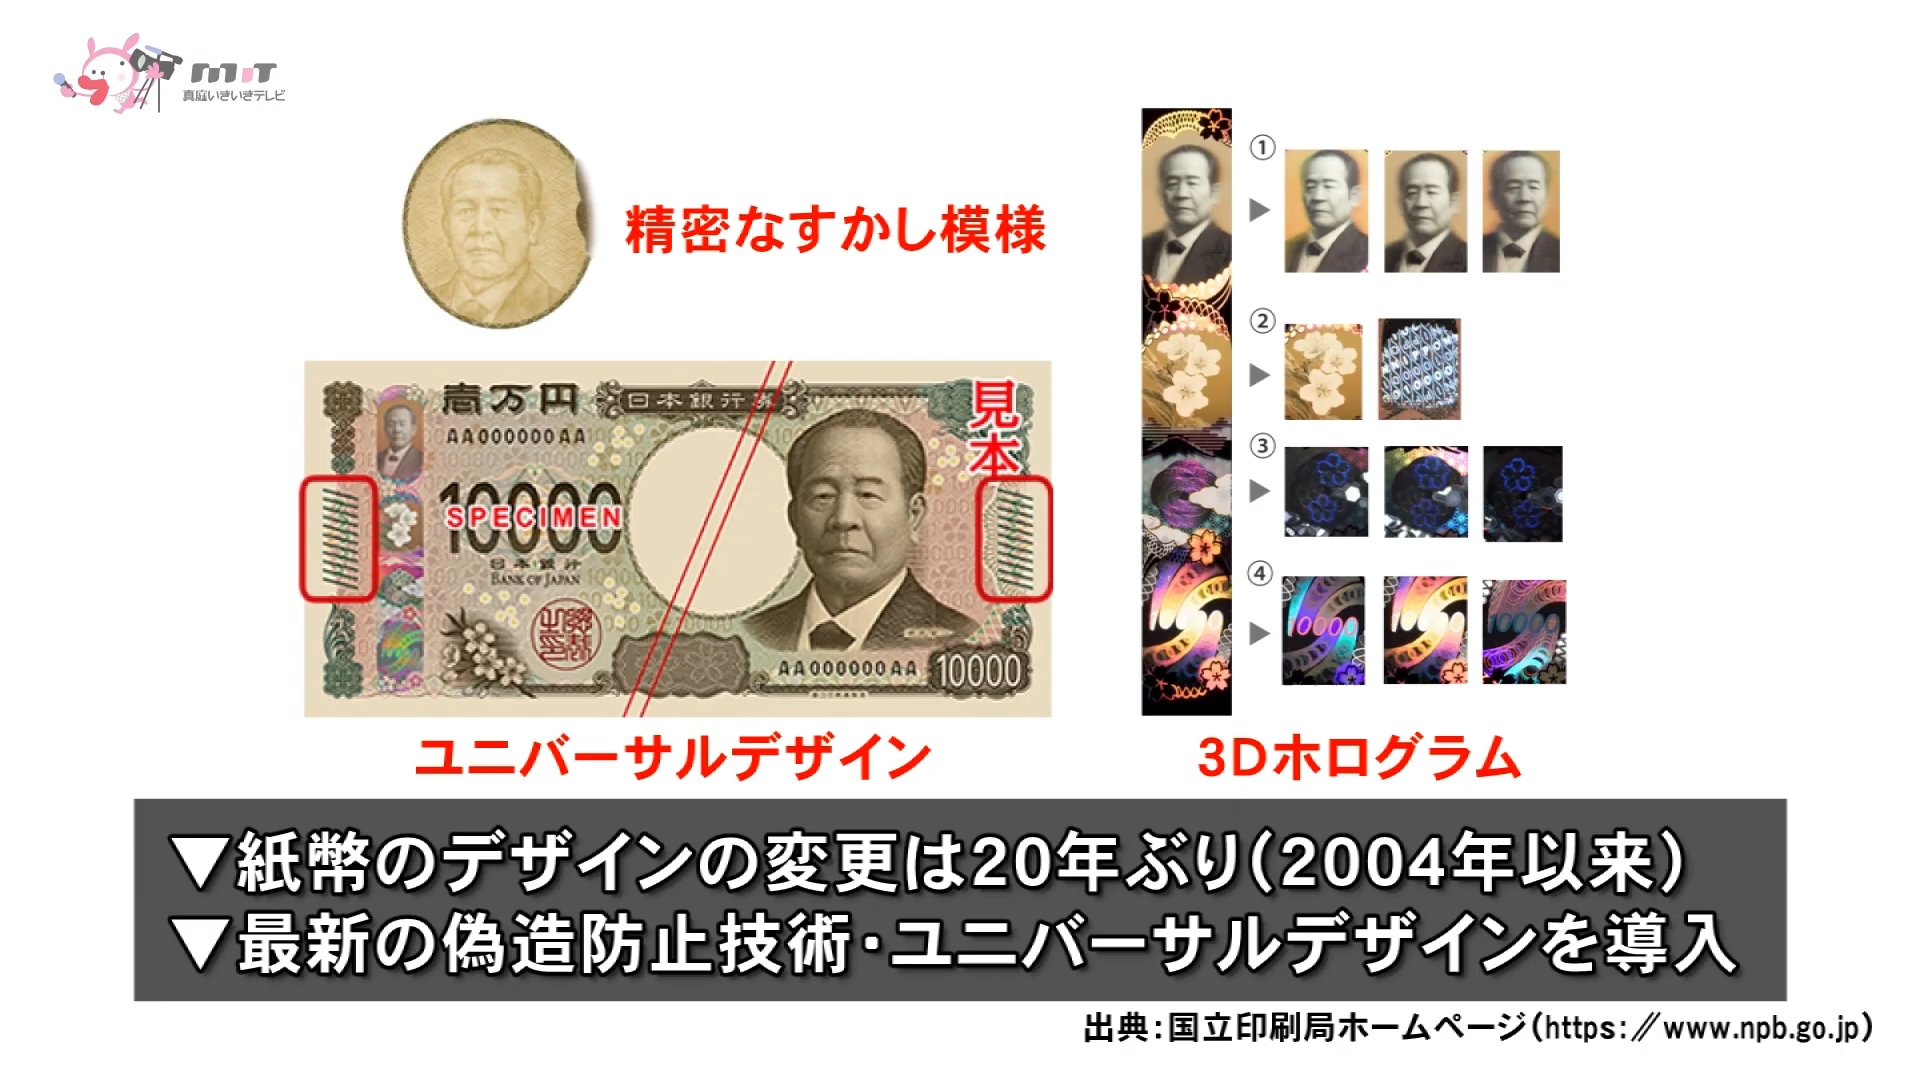 MiT
真庭いきいきテレビ
精密なすかし模様
壱万円
日本銀行券
見本
AA000000AA
10000
SPECIMEN
日本銀行
BANK OF JAPAN
AA000000AA
10000
ユニバーサルデザイン
①
②
③
④
10000
10000
3Dホログラム
▼紙幣のデザインの変更は20年ぶり（2004年以来）
▼最新の偽造防止技術・ユニバーサルデザインを導入
出典：国立印刷局ホームページ（https：//www.npb.go.jp）